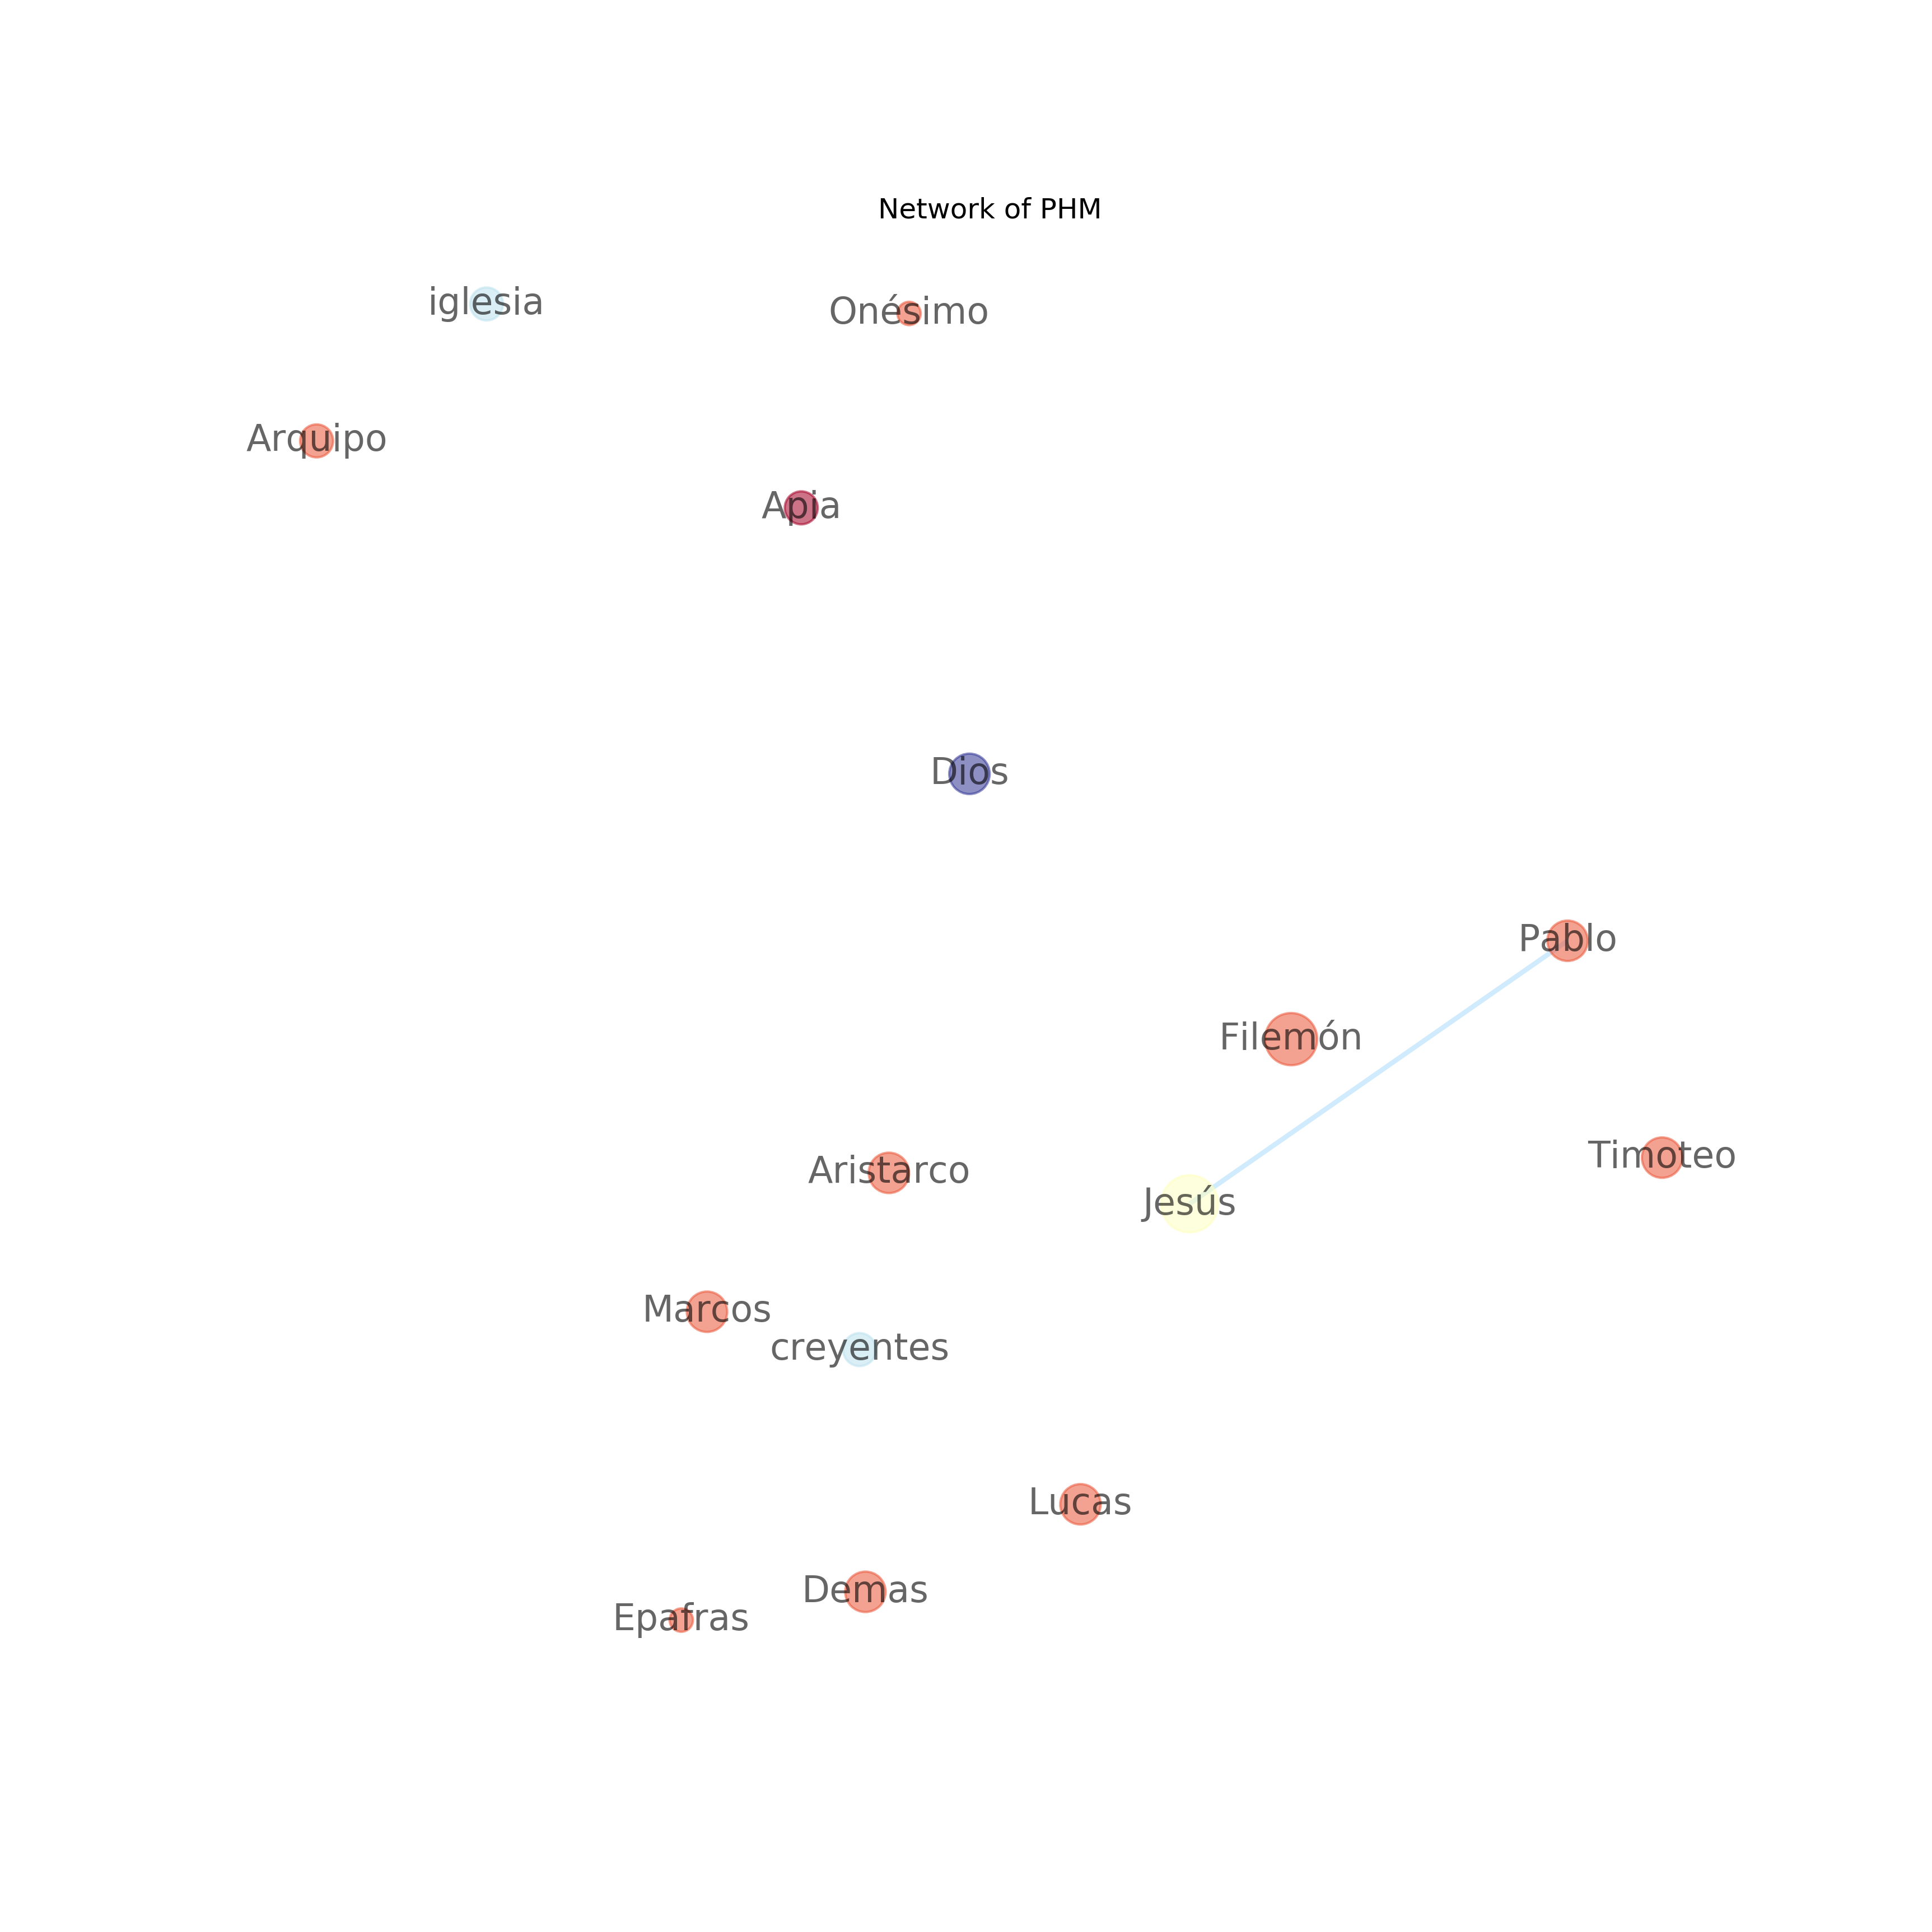 Network of PHM
iglesia
Onésimo
Arquipo
Apia
Dios
Pablo
Filemón
Timoteo
Aristarco
Jesús
Marcos
creyentes
Lucas
Demas
Epafras